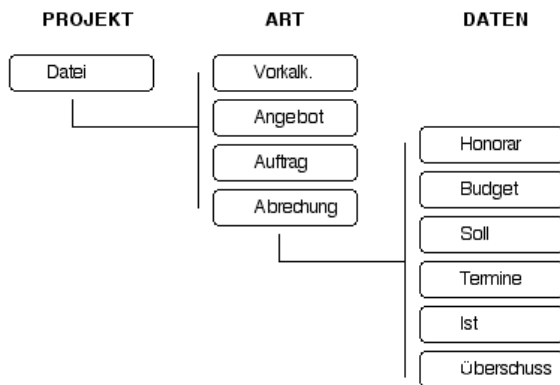 PROJEKT ART DATEN
Datei Vorkalk.
Angebot
Honorar
Auftrag
Budget
Abrechung
Soll
Termine
Ist
Überschuss